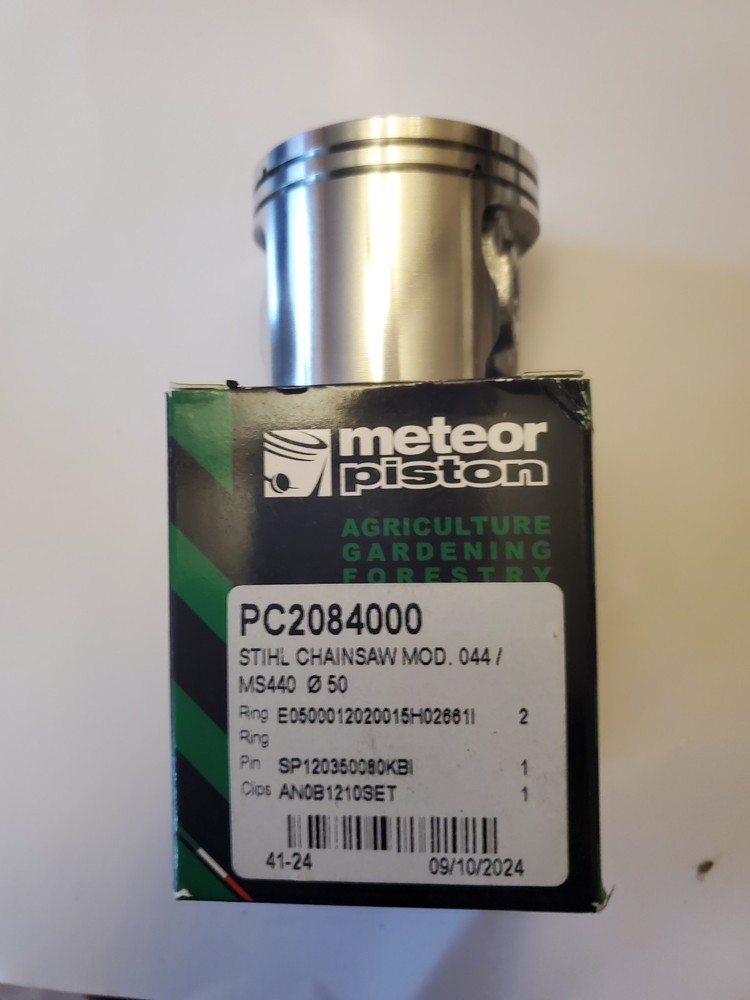 meteor
piston
AGRICULTURE
GARDENING
FORESTRY
PC2084000
STIHL CHAINSAW MOD. 044 /
MS440 Ø 50
Ring E0500012020015H02661I 2
Ring
Pin SP120350080KBI 1
Clips AN0B1210SET 1
41-24 09/10/2024